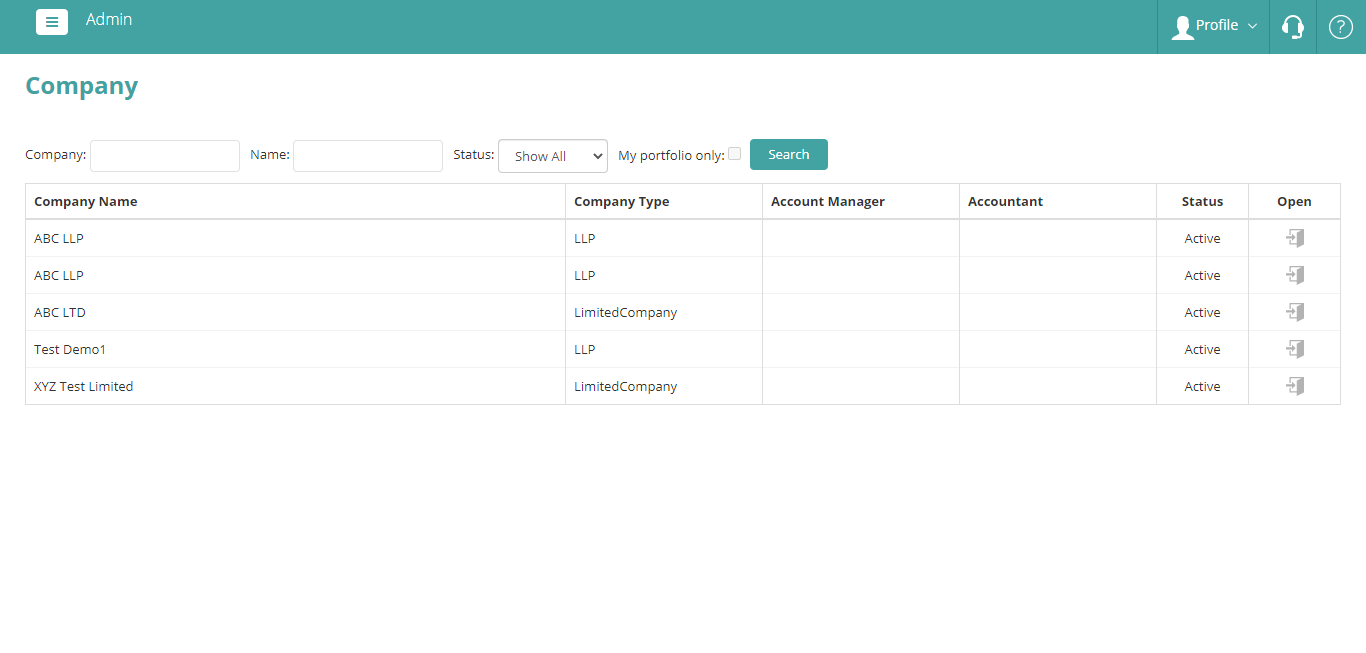 Admin
Profile
?
Company
Company: Name: Status: Show All My portfolio only: Search
Company Name Company Type Account Manager Accountant Status Open
ABC LLP LLP Active
ABC LLP LLP Active
ABC LTD LimitedCompany Active
Test Demo1 LLP Active
XYZ Test Limited LimitedCompany Active